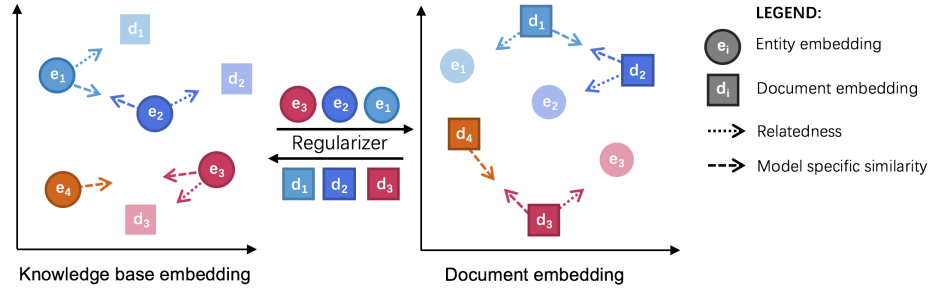 d1
e1
d2
e2
e3
e4
d3
Knowledge base embedding
e3 e2 e1
Regularizer
d1 d2 d3
d1
e1
d2
e2
d4
e3
d3
Document embedding
LEGEND:
ei Entity embedding
di Document embedding
Relatedness
Model specific similarity